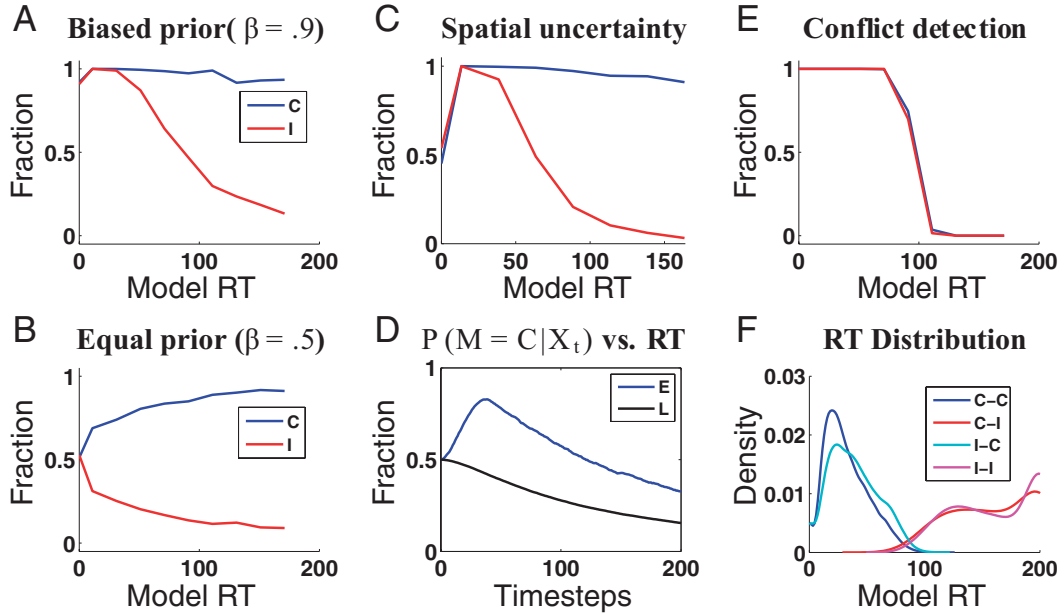 A Biased prior( β = .9)
Fraction
1
0.5
0
C
I
0 100 200
Model RT
C Spatial uncertainty
Fraction
1
0.5
0
0 50 100 150
Model RT
E Conflict detection
Fraction
1
0.5
0
0 100 200
Model RT
B Equal prior (β = .5)
Fraction
1
0.5
0
C
I
0 100 200
Model RT
D P (M = C|Xₜ) vs. RT
Fraction
1
0.5
0
E
L
0 100 200
Timesteps
F RT Distribution
Density
0.03
0.02
0.01
0
C–C
C–I
I–C
I–I
0 100 200
Model RT